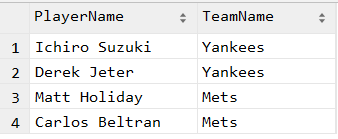 PlayerName TeamName
1 Ichiro Suzuki Yankees
2 Derek Jeter Yankees
3 Matt Holiday Mets
4 Carlos Beltran Mets